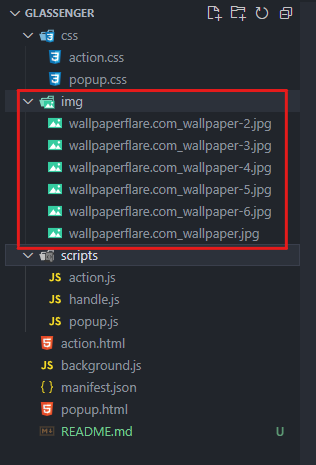 GLASSENGER
css
action.css
popup.css
img
wallpaperflare.com_wallpaper-2.jpg
wallpaperflare.com_wallpaper-3.jpg
wallpaperflare.com_wallpaper-4.jpg
wallpaperflare.com_wallpaper-5.jpg
wallpaperflare.com_wallpaper-6.jpg
wallpaperflare.com_wallpaper.jpg
scripts
JS action.js
JS handle.js
JS popup.js
action.html
JS background.js
{ } manifest.json
popup.html
README.md U